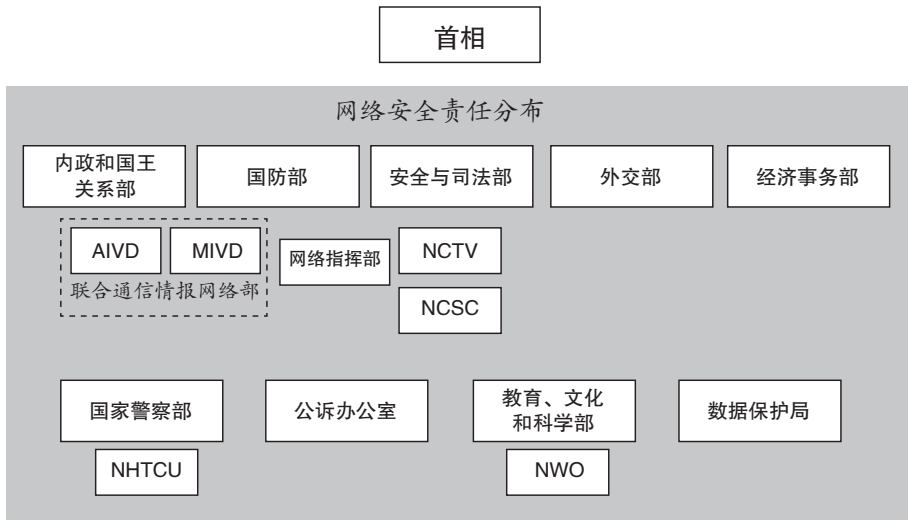 首相
网络安全责任分布
内政和国王
关系部
国防部
安全与司法部
外交部
经济事务部
AIVD
MIVD
网络指挥部
NCTV
联合通信情报网络部
NCSC
国家警察部
公诉办公室
教育、文化
和科学部
数据保护局
NHTCU
NWO